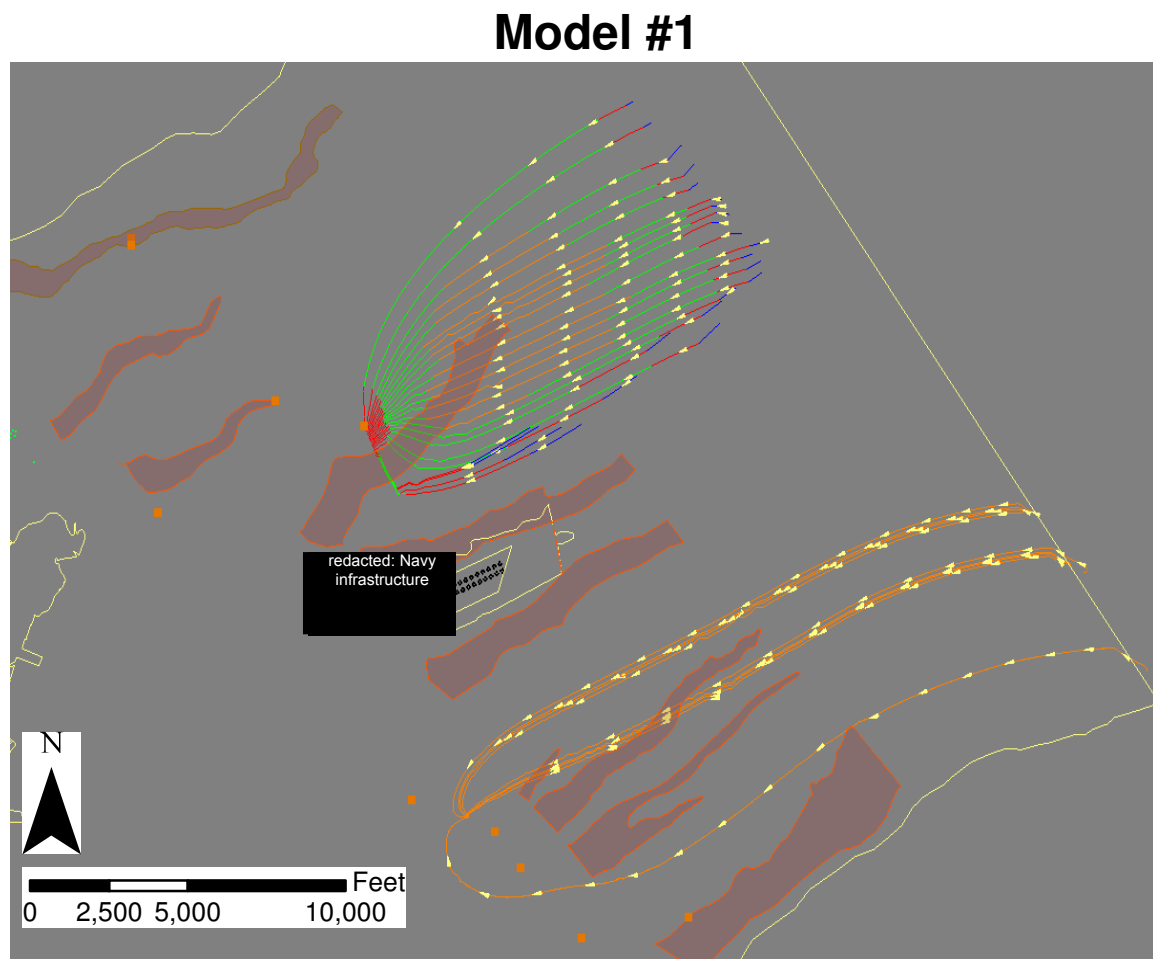 Model #1
redacted: Navy
infrastructure
N
Feet
0 2,500 5,000 10,000